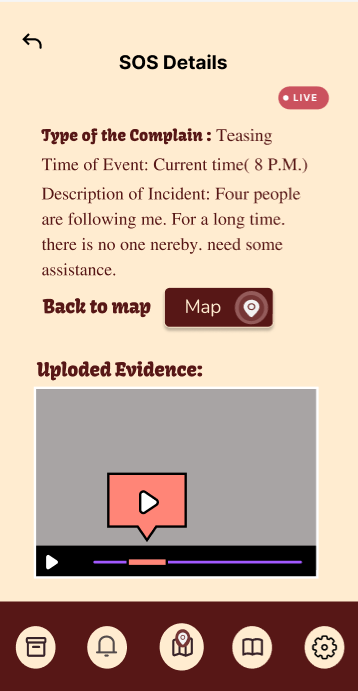 SOS Details
LIVE
Type of the Complain : Teasing
Time of Event: Current time( 8 P.M.)
Description of Incident: Four people
are following me. For a long time.
there is no one nereby. need some
assistance.
Back to map Map
Uploded Evidence: